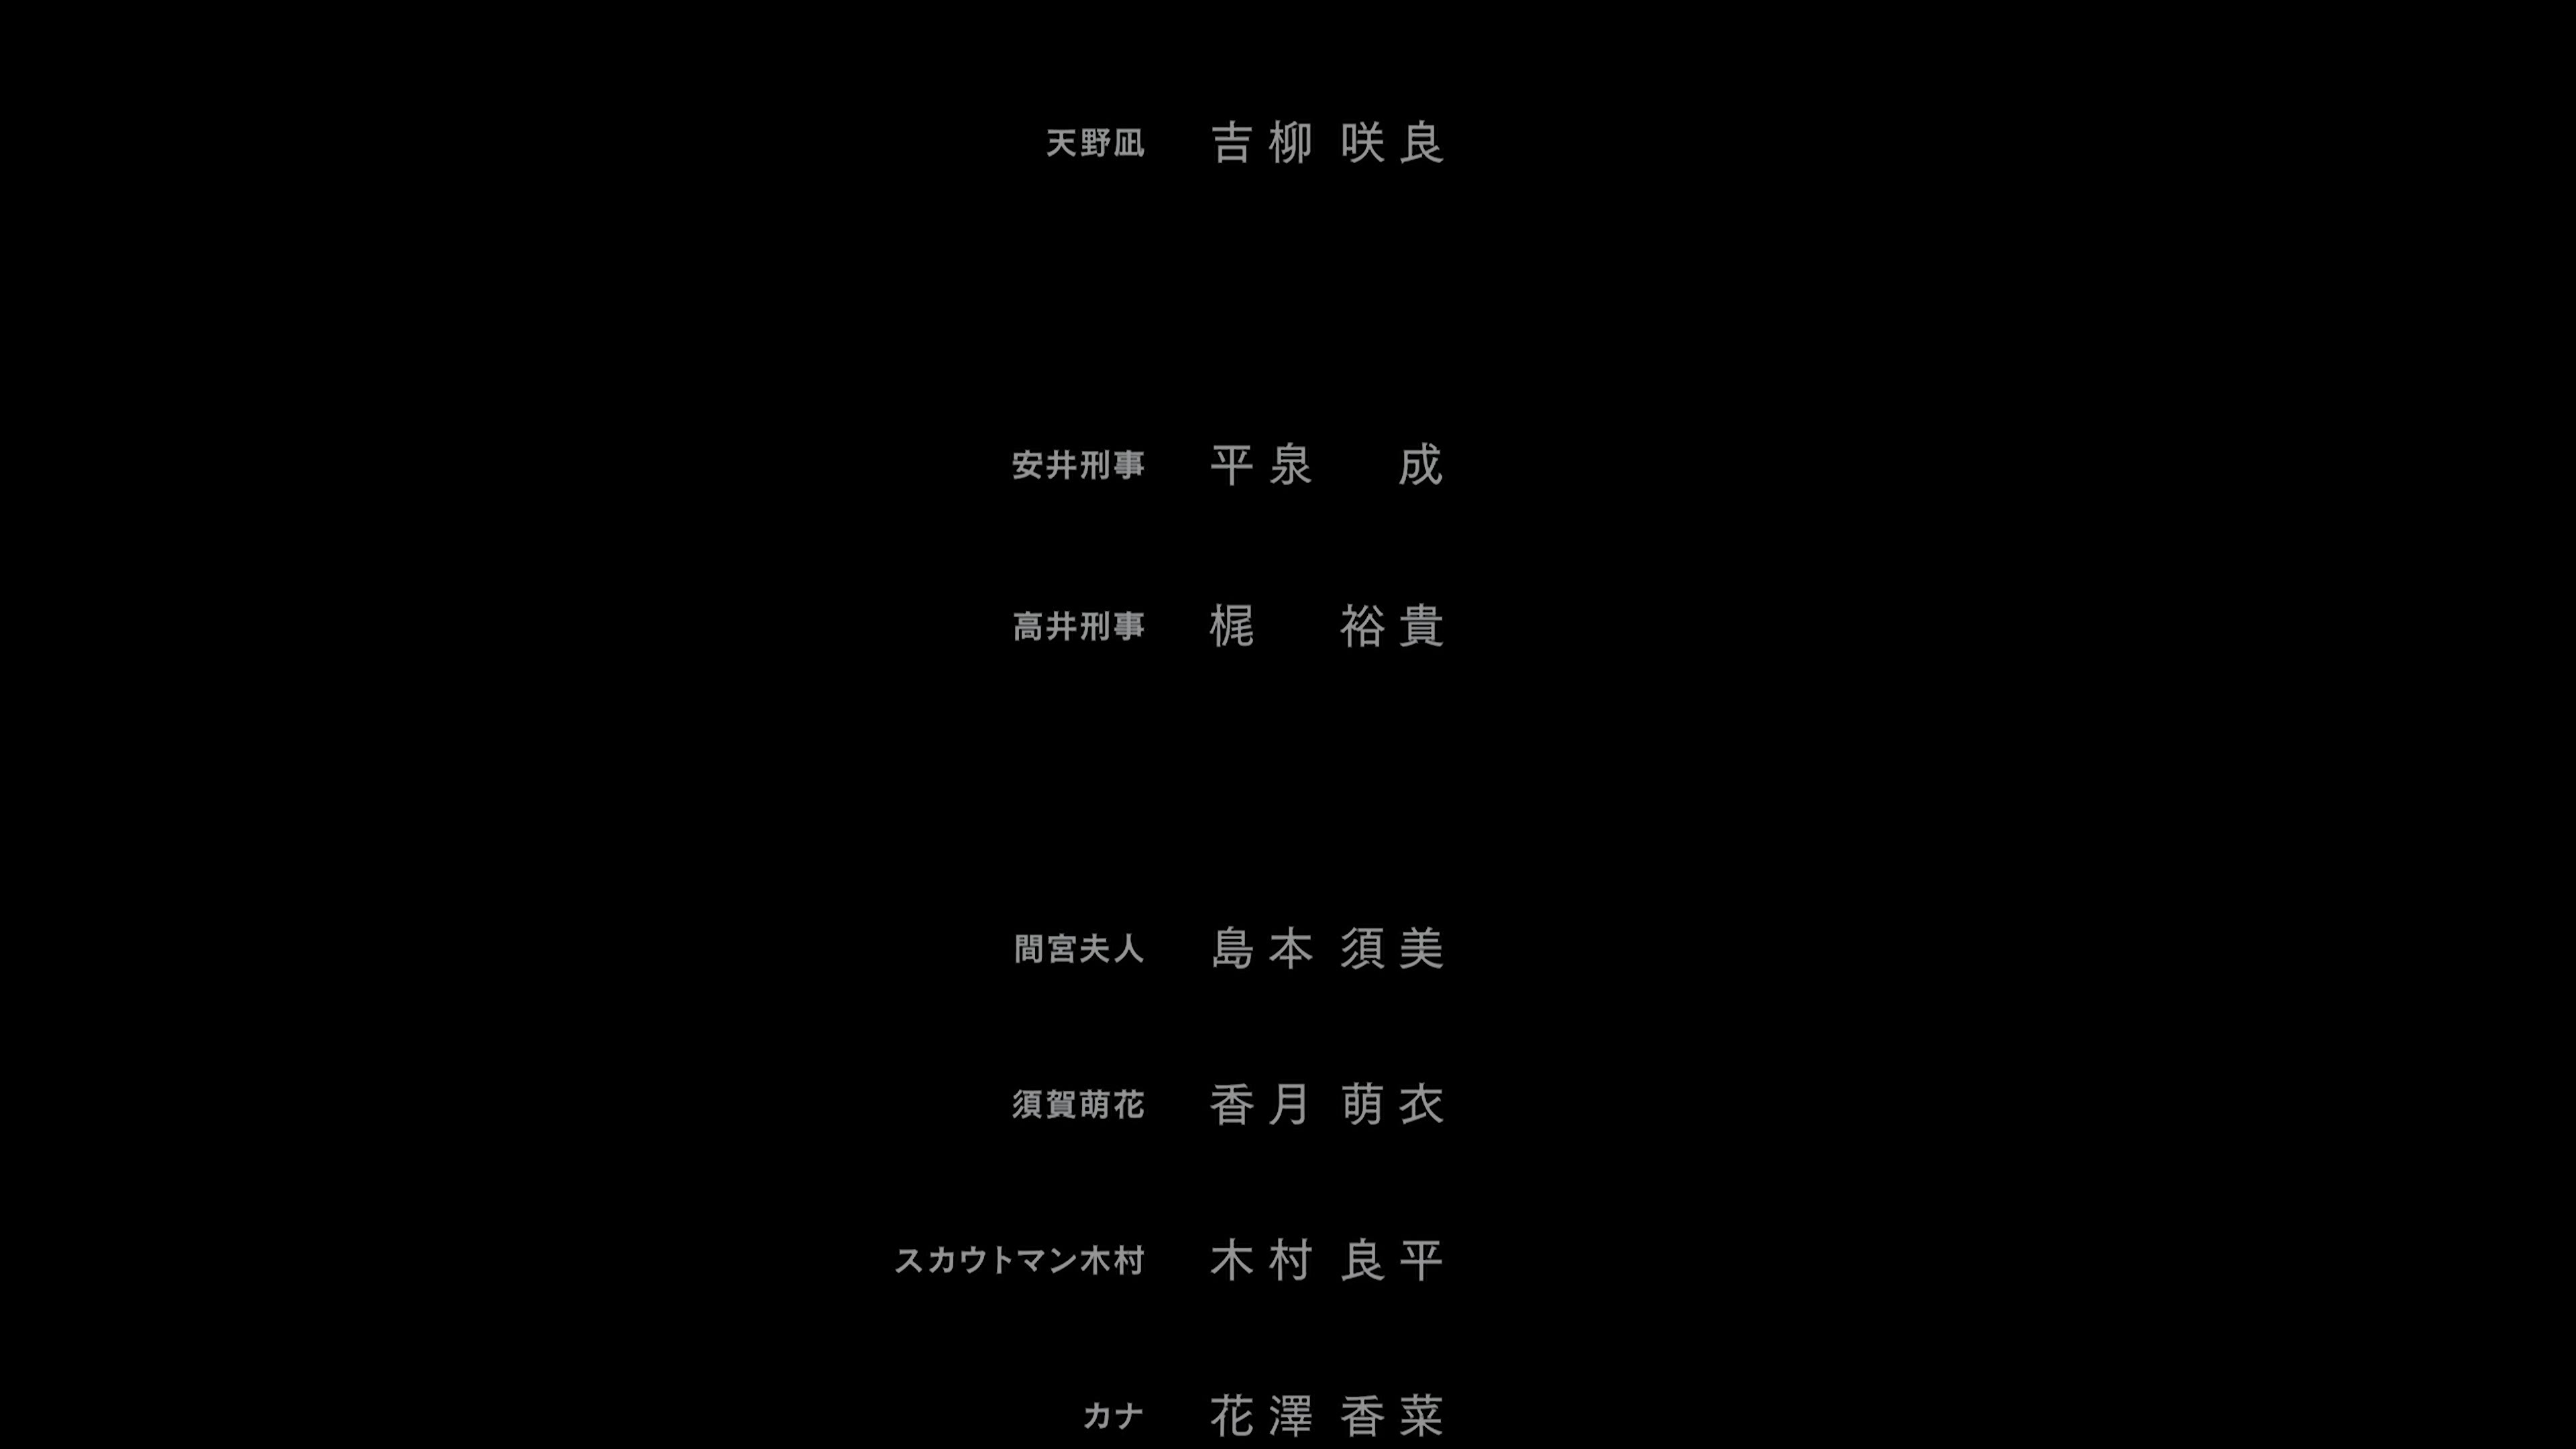 天野凪 吉柳 咲良
安井刑事 平泉 成
高井刑事 梶 裕貴
間宮夫人 島本 須美
須賀萌花 香月 萌衣
スカウトマン木村 木村 良平
カナ 花澤 香菜